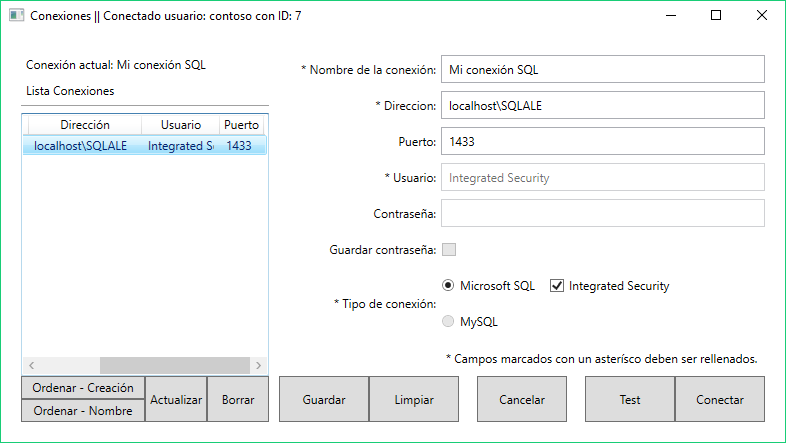 Conexiones || Conectado usuario: contoso con ID: 7
Conexión actual: Mi conexión SQL
Lista Conexiones
Dirección Usuario Puerto
localhost\SQLALE Integrated S 1433
Ordenar - Creación
Ordenar - Nombre
Actualizar
Borrar
* Nombre de la conexión: Mi conexión SQL
* Direccion: localhost\SQLALE
Puerto: 1433
* Usuario: Integrated Security
Contraseña:
Guardar contraseña:
* Tipo de conexión:
Microsoft SQL
Integrated Security
MySQL
* Campos marcados con un asterísco deben ser rellenados.
Guardar
Limpiar
Cancelar
Test
Conectar